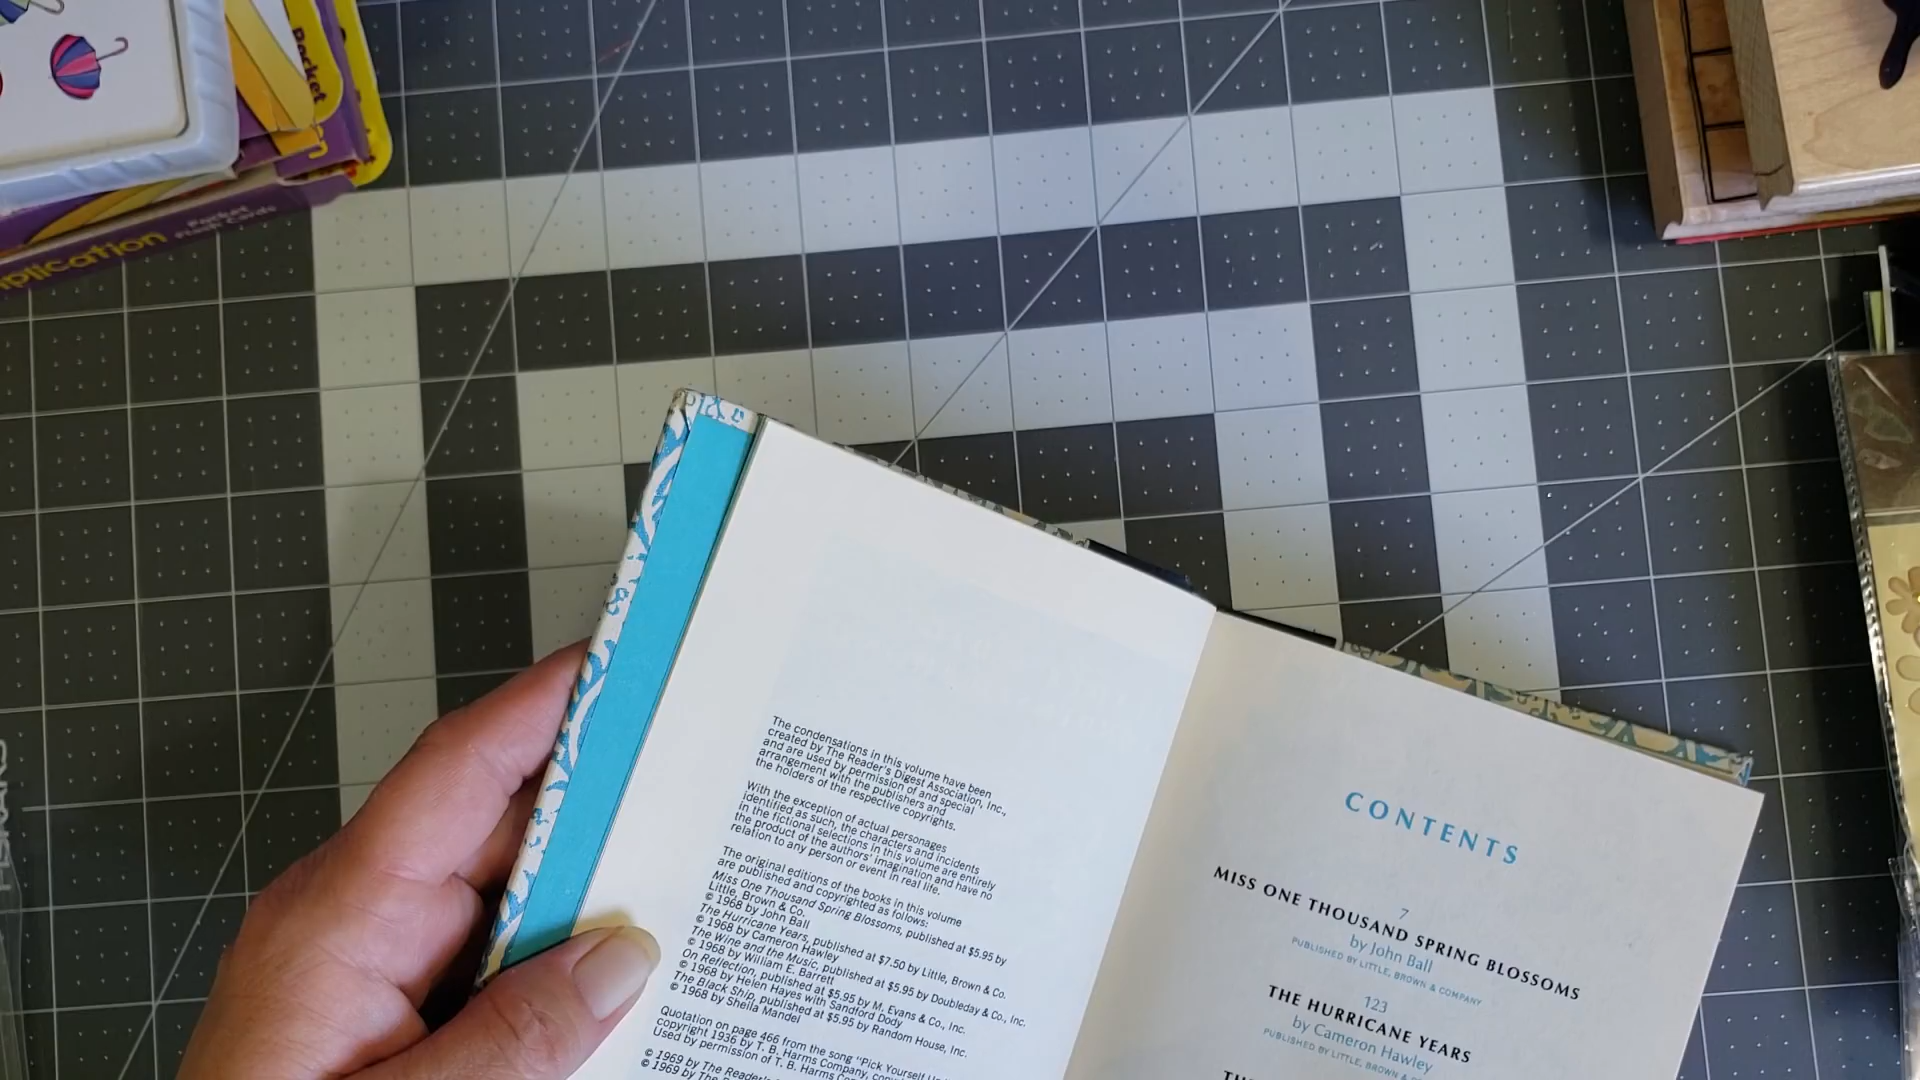 Pocket
Pocket
Flash Cards
plication
The condensations in this volume have been
created by The Reader's Digest Association, Inc.,
and are used by permission of and special
arrangement with the publishers and
the holders of the respective copyrights.
With the exception of actual personages
identified as such, the characters and incidents
in the fictional selections in this volume are entirely
the product of the authors' imagination and have no
relation to any person or event in real life.
The original editions of the books in this volume
are published and copyrighted as follows:
Miss One Thousand Spring Blossoms, published at $5.95 by
Little, Brown & Co.
© 1968 by John Ball
The Hurricane Years, published at $7.50 by Little, Brown & Co.
© 1968 by Cameron Hawley
The Wine and the Music, published at $5.95 by Doubleday & Co., Inc.
© 1968 by William E. Barrett
On Reflection, published at $5.95 by M. Evans & Co., Inc.
© 1968 by Helen Hayes with Sandford Dody
The Black Ship, published at $5.95 by Random House, Inc.
© 1968 by Sheila Mandel
Quotation on page 466 from the song "Pick Yourself
copyright 1936 by T. B. Harms Company,
Used by permission of T. B. Harms
© 1969 by The Reader's
© 1969 by The
CONTENTS
MISS ONE THOUSAND SPRING BLOSSOMS
7
by John Ball
PUBLISHED BY LITTLE, BROWN & COMPANY
THE HURRICANE YEARS
123
by Cameron Hawley
PUBLISHED BY LITTLE, BROWN &
FISKARS